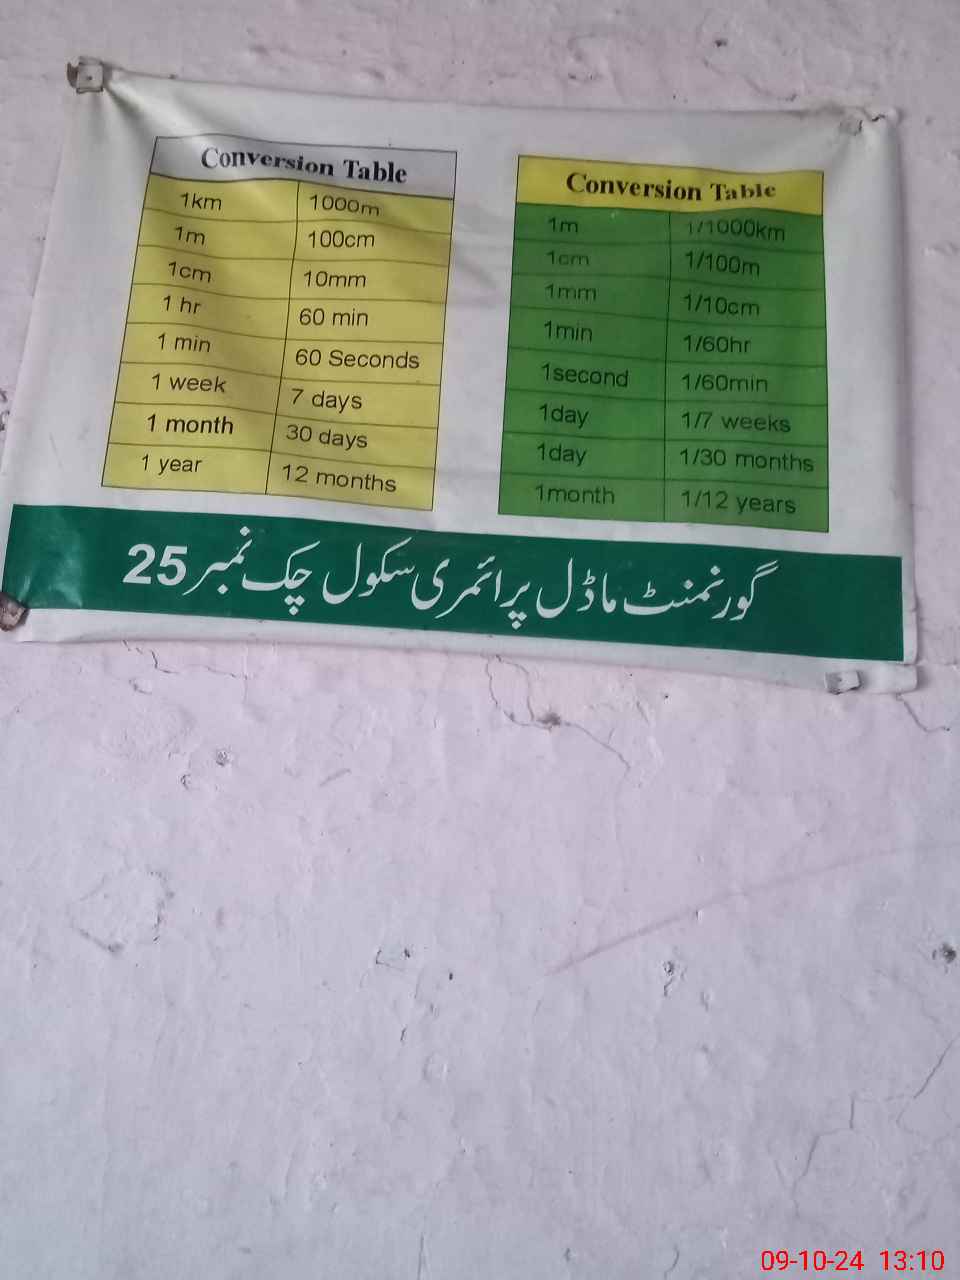 Conversion Table
1km 1000m
1m 100cm
1cm 10mm
1 hr 60 min
1 min 60 Seconds
1 week 7 days
1 month 30 days
1 year 12 months
Conversion Table
1m 1/1000km
1cm 1/100m
1mm 1/10cm
1min 1/60hr
1second 1/60min
1day 1/7 weeks
1day 1/30 months
1month 1/12 years
گورنمنٹ ماڈل پرائمری سکول چک نمبر 25
09-10-24 13:10